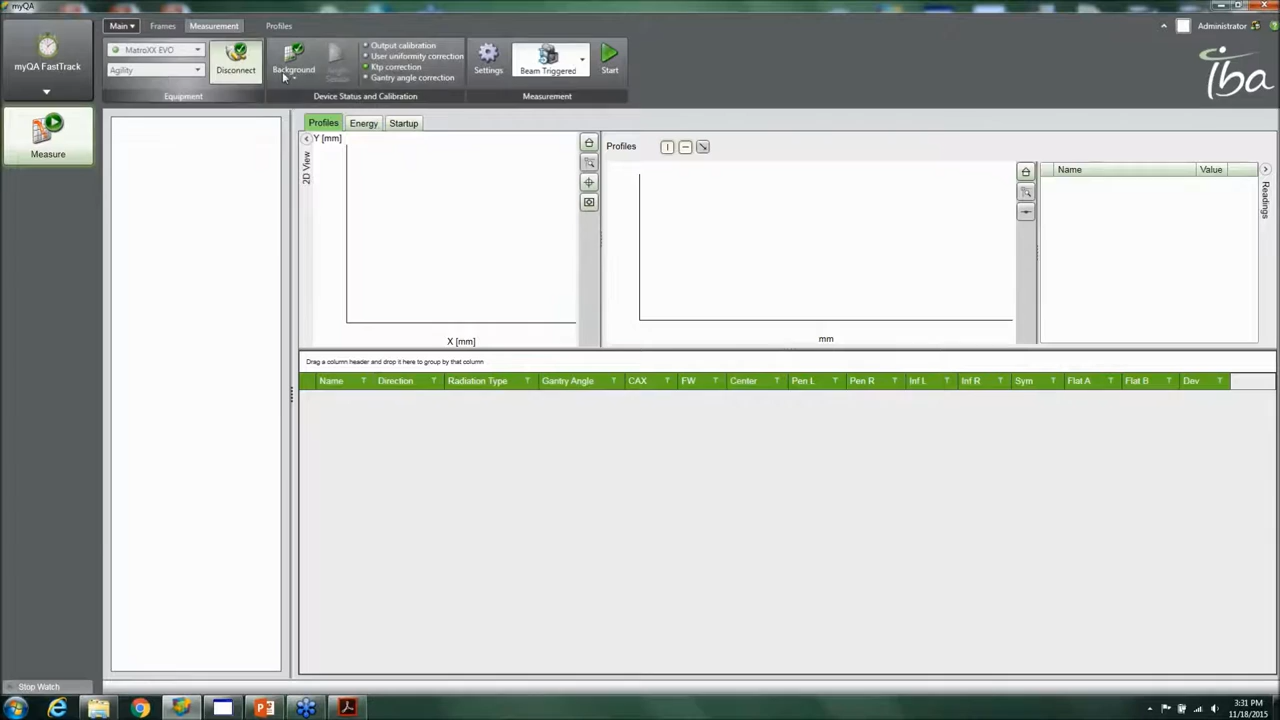 myQA
Main Frames Measurement Profiles Administrator
myQA FastTrack
MatroXX EVO
Agility
Disconnect
Equipment
Background
Output calibration
User uniformity correction
Ktp correction
Gantry angle correction
Device Status and Calibration
Settings
Beam Triggered
Start
Measurement
iba
Measure
Profiles Energy Startup
2D View
Y [mm]
X [mm]
Profiles
mm
Name Value
Readings
Drag a column header and drop it here to group by that column
Name Direction Radiation Type Gantry Angle CAX FW Center Pen L Pen R Inf L Inf R Sym Flat A Flat B Dev
Stop Watch
3:31 PM
11/18/2015